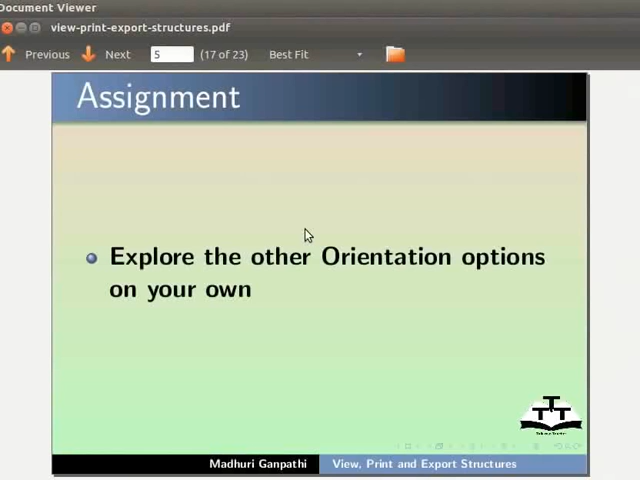 Document Viewer
view-print-export-structures.pdf
Previous Next 5 (17 of 23) Best Fit
Assignment
Explore the other Orientation options
on your own
Madhuri Ganpathi View, Print and Export Structures